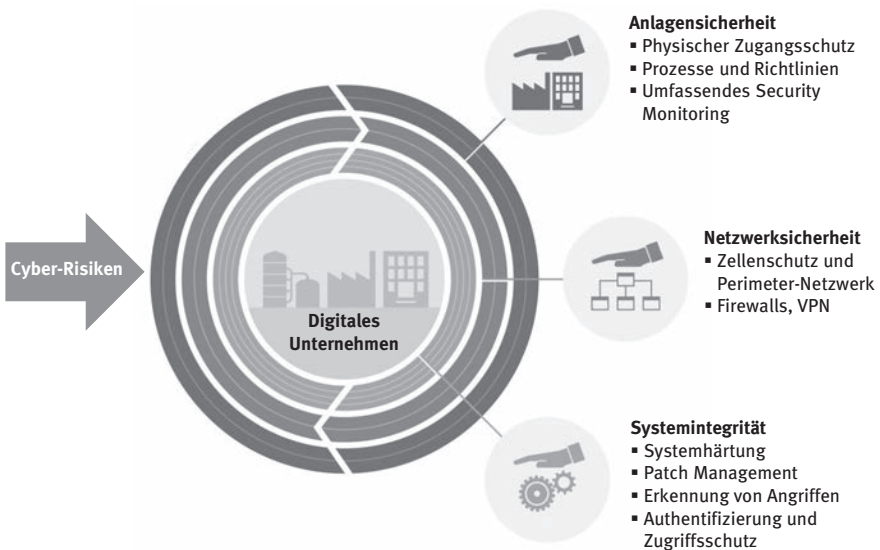 Anlagensicherheit
▪ Physischer Zugangsschutz
▪ Prozesse und Richtlinien
▪ Umfassendes Security
Monitoring
Cyber-Risiken
Digitales
Unternehmen
Netzwerksicherheit
▪ Zellenschutz und
Perimeter-Netzwerk
▪ Firewalls, VPN
Systemintegrität
▪ Systemhärtung
▪ Patch Management
▪ Erkennung von Angriffen
▪ Authentifizierung und
Zugriffsschutz